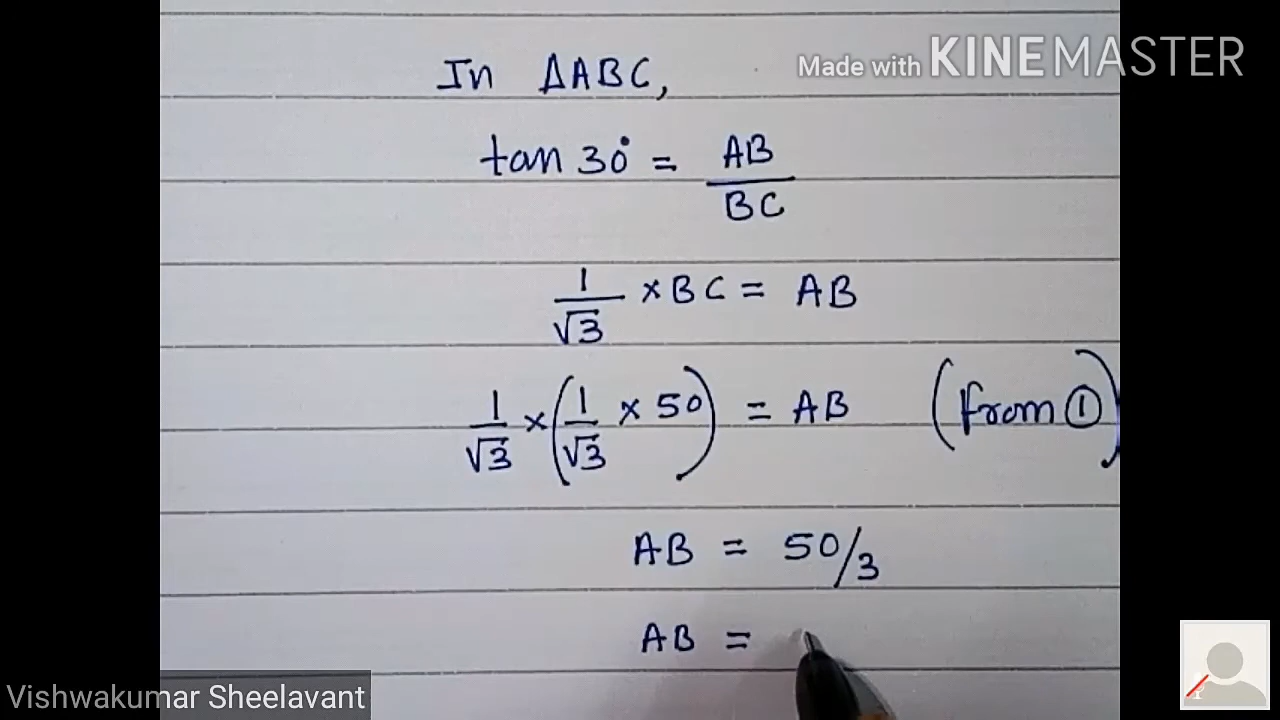 Made with KINEMASTER
In ΔABC,
tan 30° = AB/BC
1/√3 × BC = AB
1/√3 × (1/√3 × 50) = AB (from ①)
AB = 50/3
AB =
Vishwakumar Sheelavant